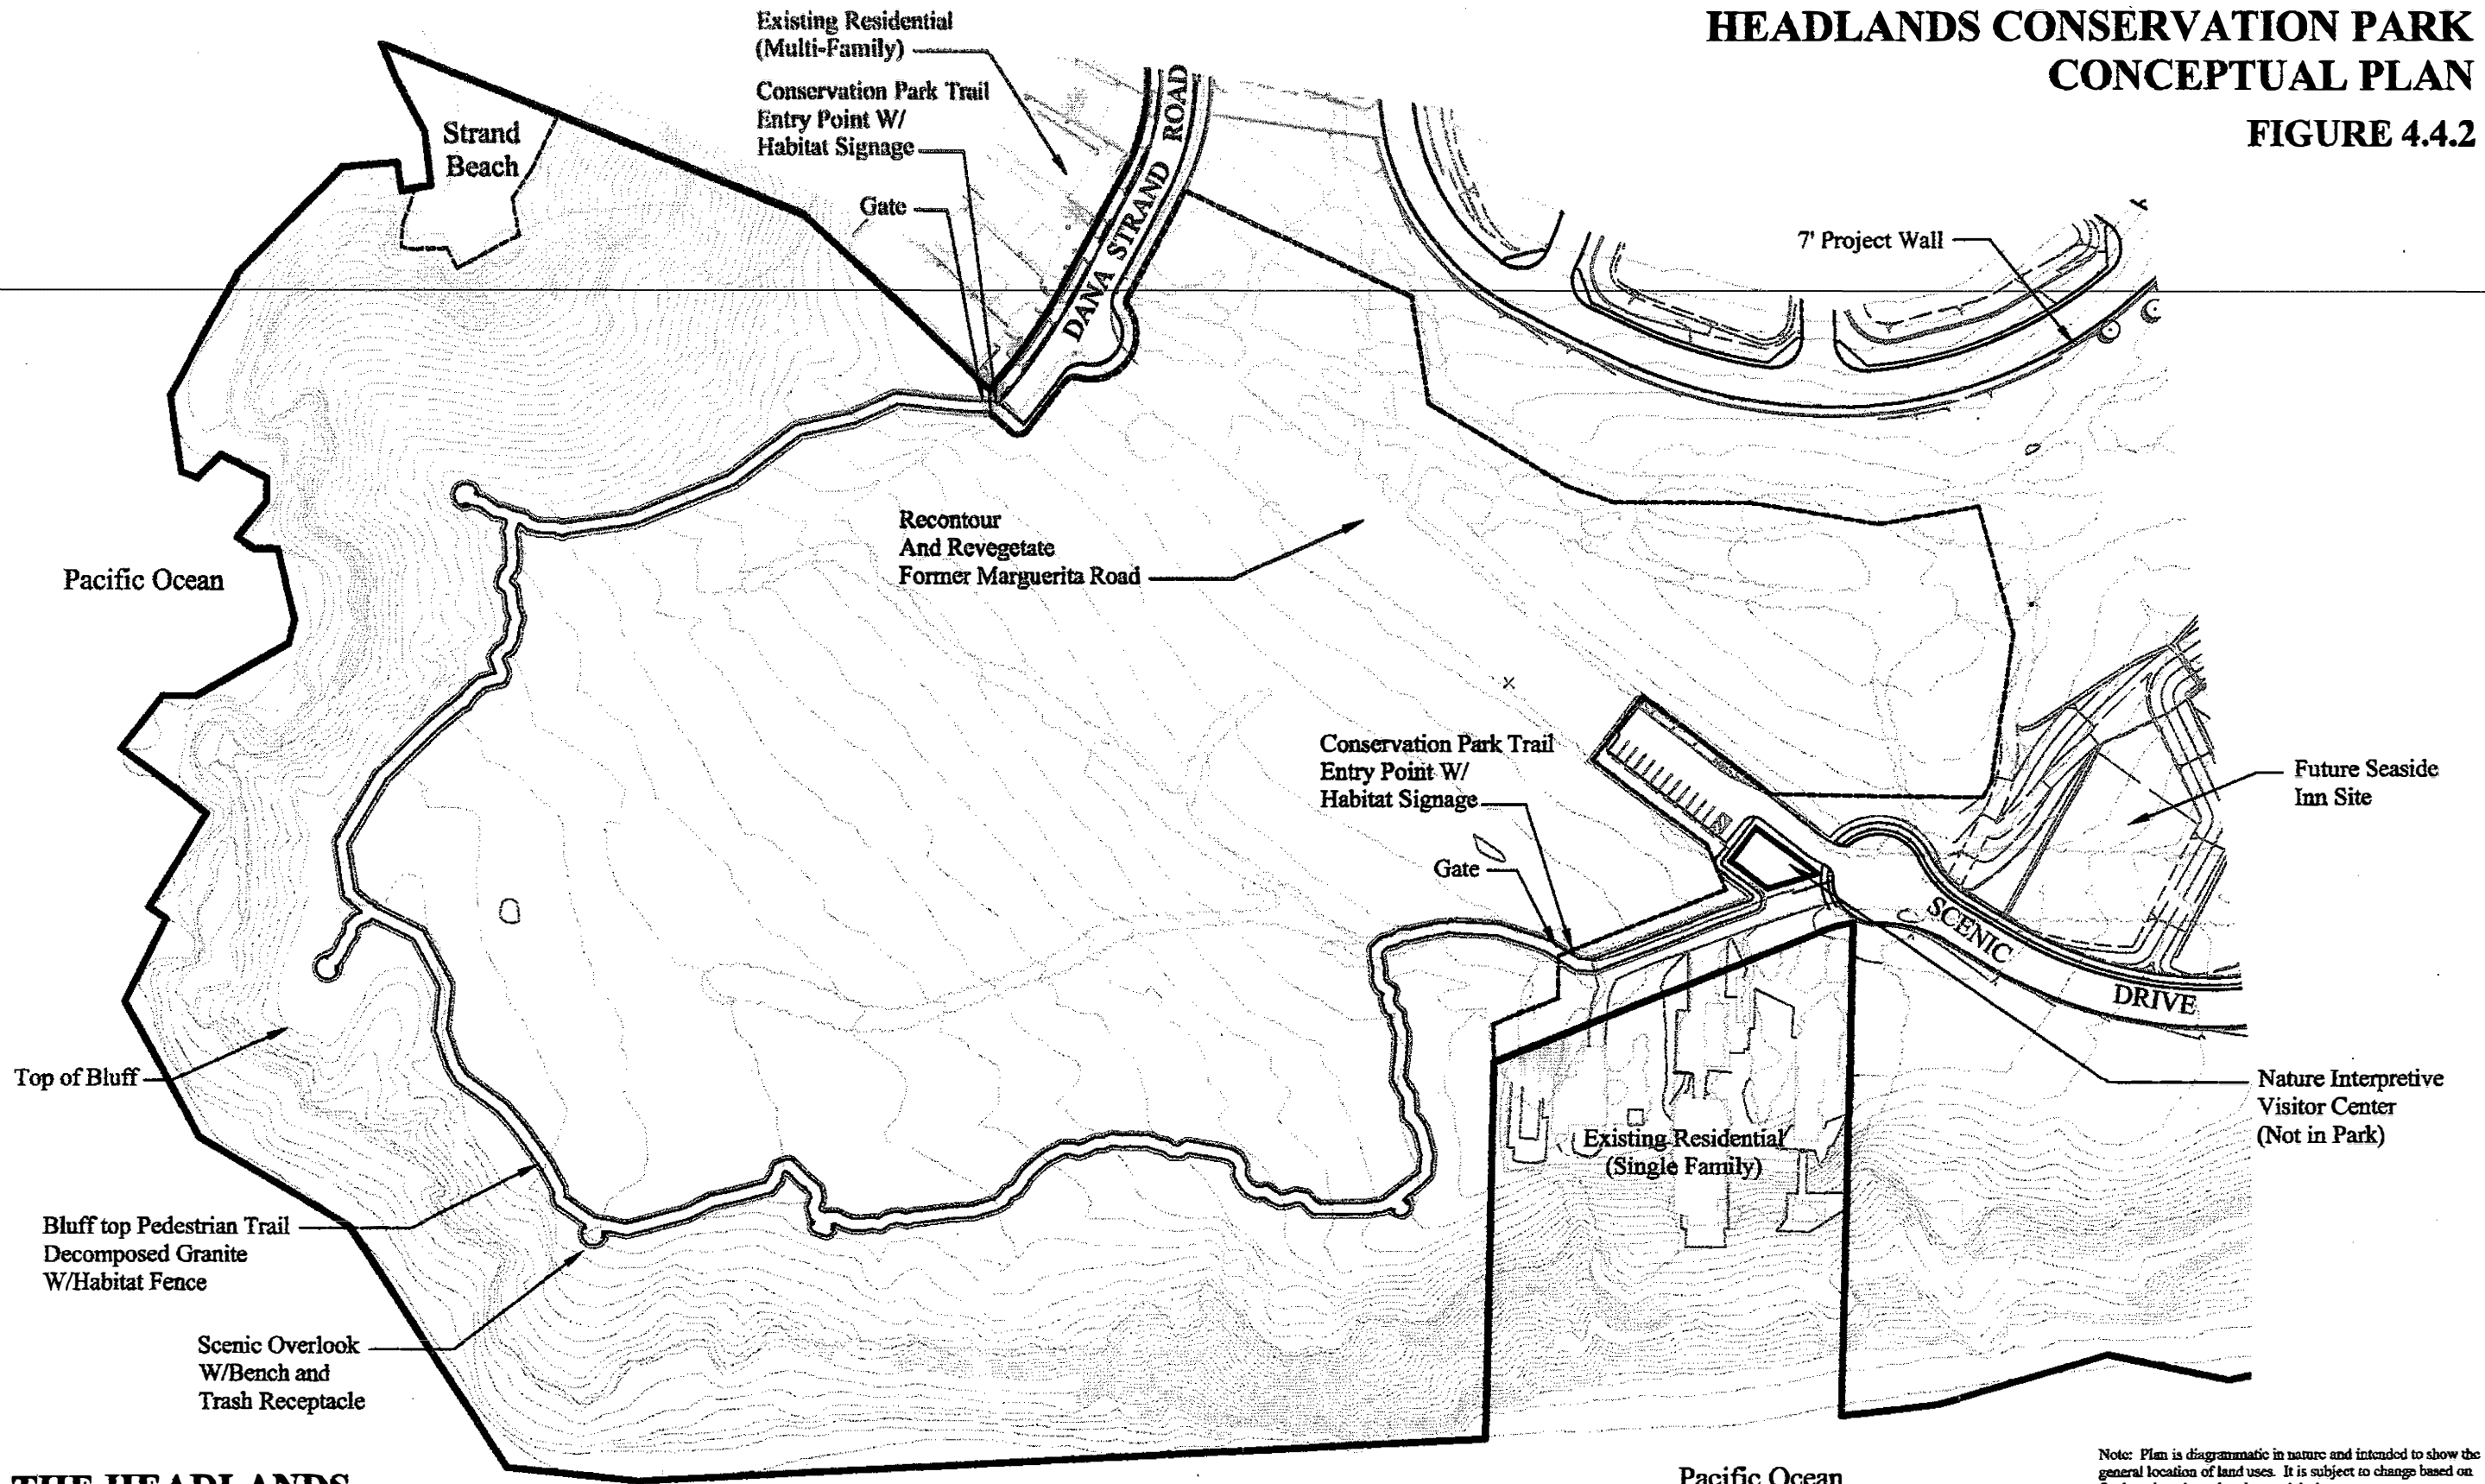 HEADLANDS CONSERVATION PARK
CONCEPTUAL PLAN
FIGURE 4.4.2
Existing Residential
(Multi-Family)
Conservation Park Trail
Entry Point W/
Habitat Signage
Gate
Strand
Beach
DANA STRAND ROAD
7' Project Wall
Pacific Ocean
Recontour
And Revegetate
Former Marguerita Road
Conservation Park Trail
Entry Point W/
Habitat Signage
Gate
Future Seaside
Inn Site
SCENIC DRIVE
Top of Bluff
Nature Interpretive
Visitor Center
(Not in Park)
Existing Residential
(Single Family)
Bluff top Pedestrian Trail
Decomposed Granite
W/Habitat Fence
Scenic Overlook
W/Bench and
Trash Receptacle
THE HEADLANDS
Pacific Ocean
Note: Plan is diagrammatic in nature and intended to show the
general location of land uses. It is subject to change based on